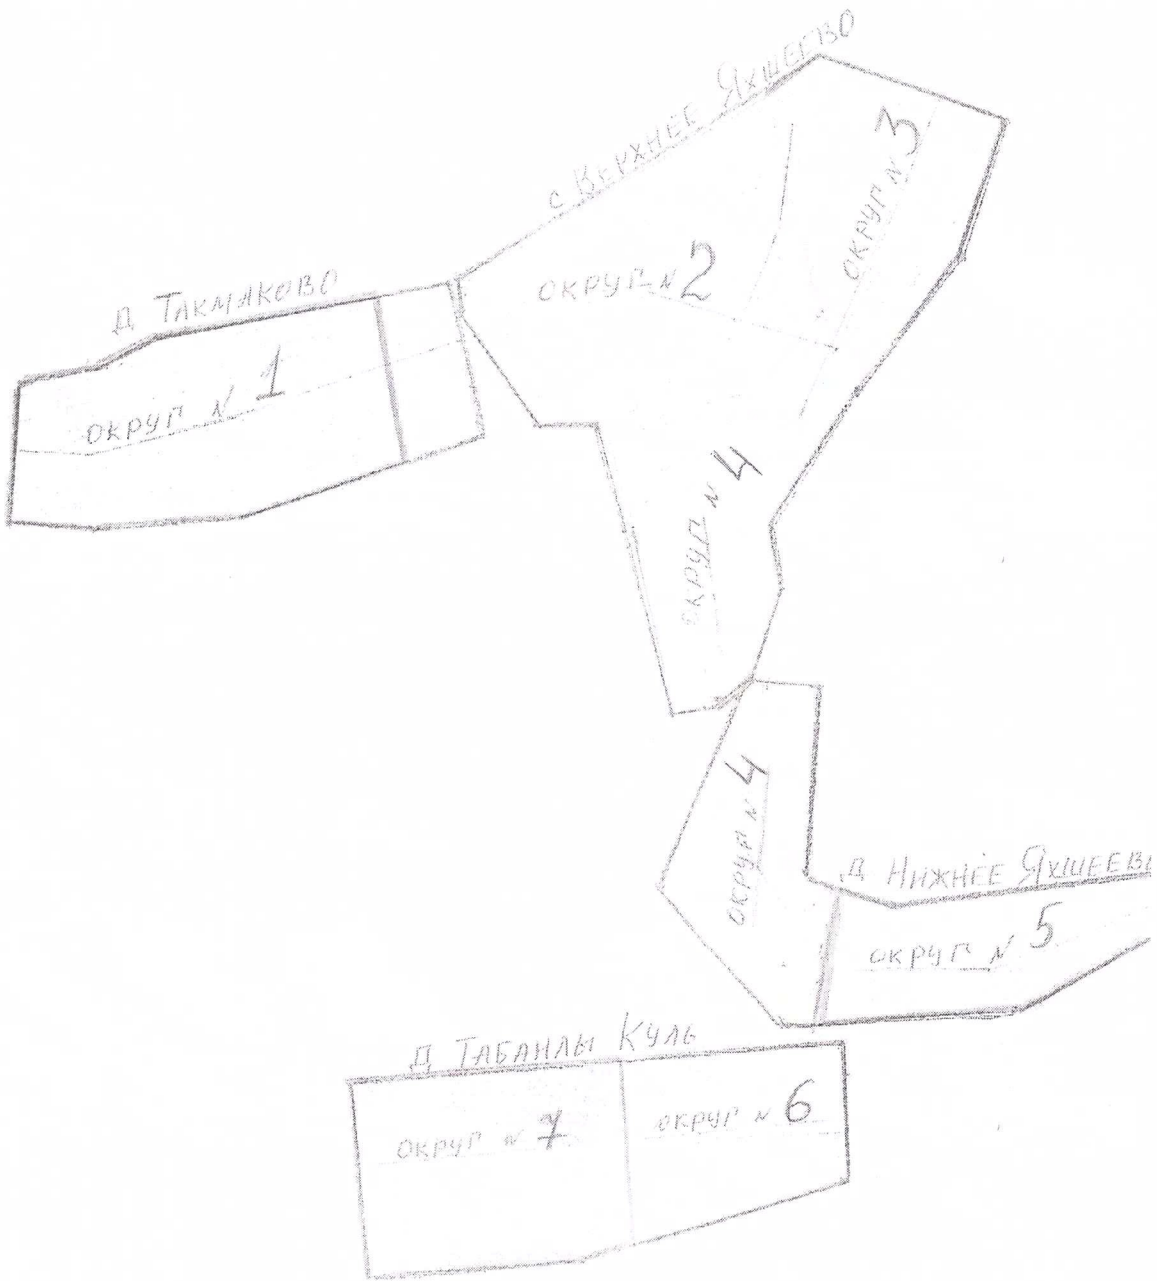 с Верхнее Яхшеево
округ № 3
округ № 2
Д Такмаково
округ № 1
округ № 4
округ № 4
Д Нижнее Яхшеево
округ № 5
Д Табанлы Куль
округ № 7
округ № 6